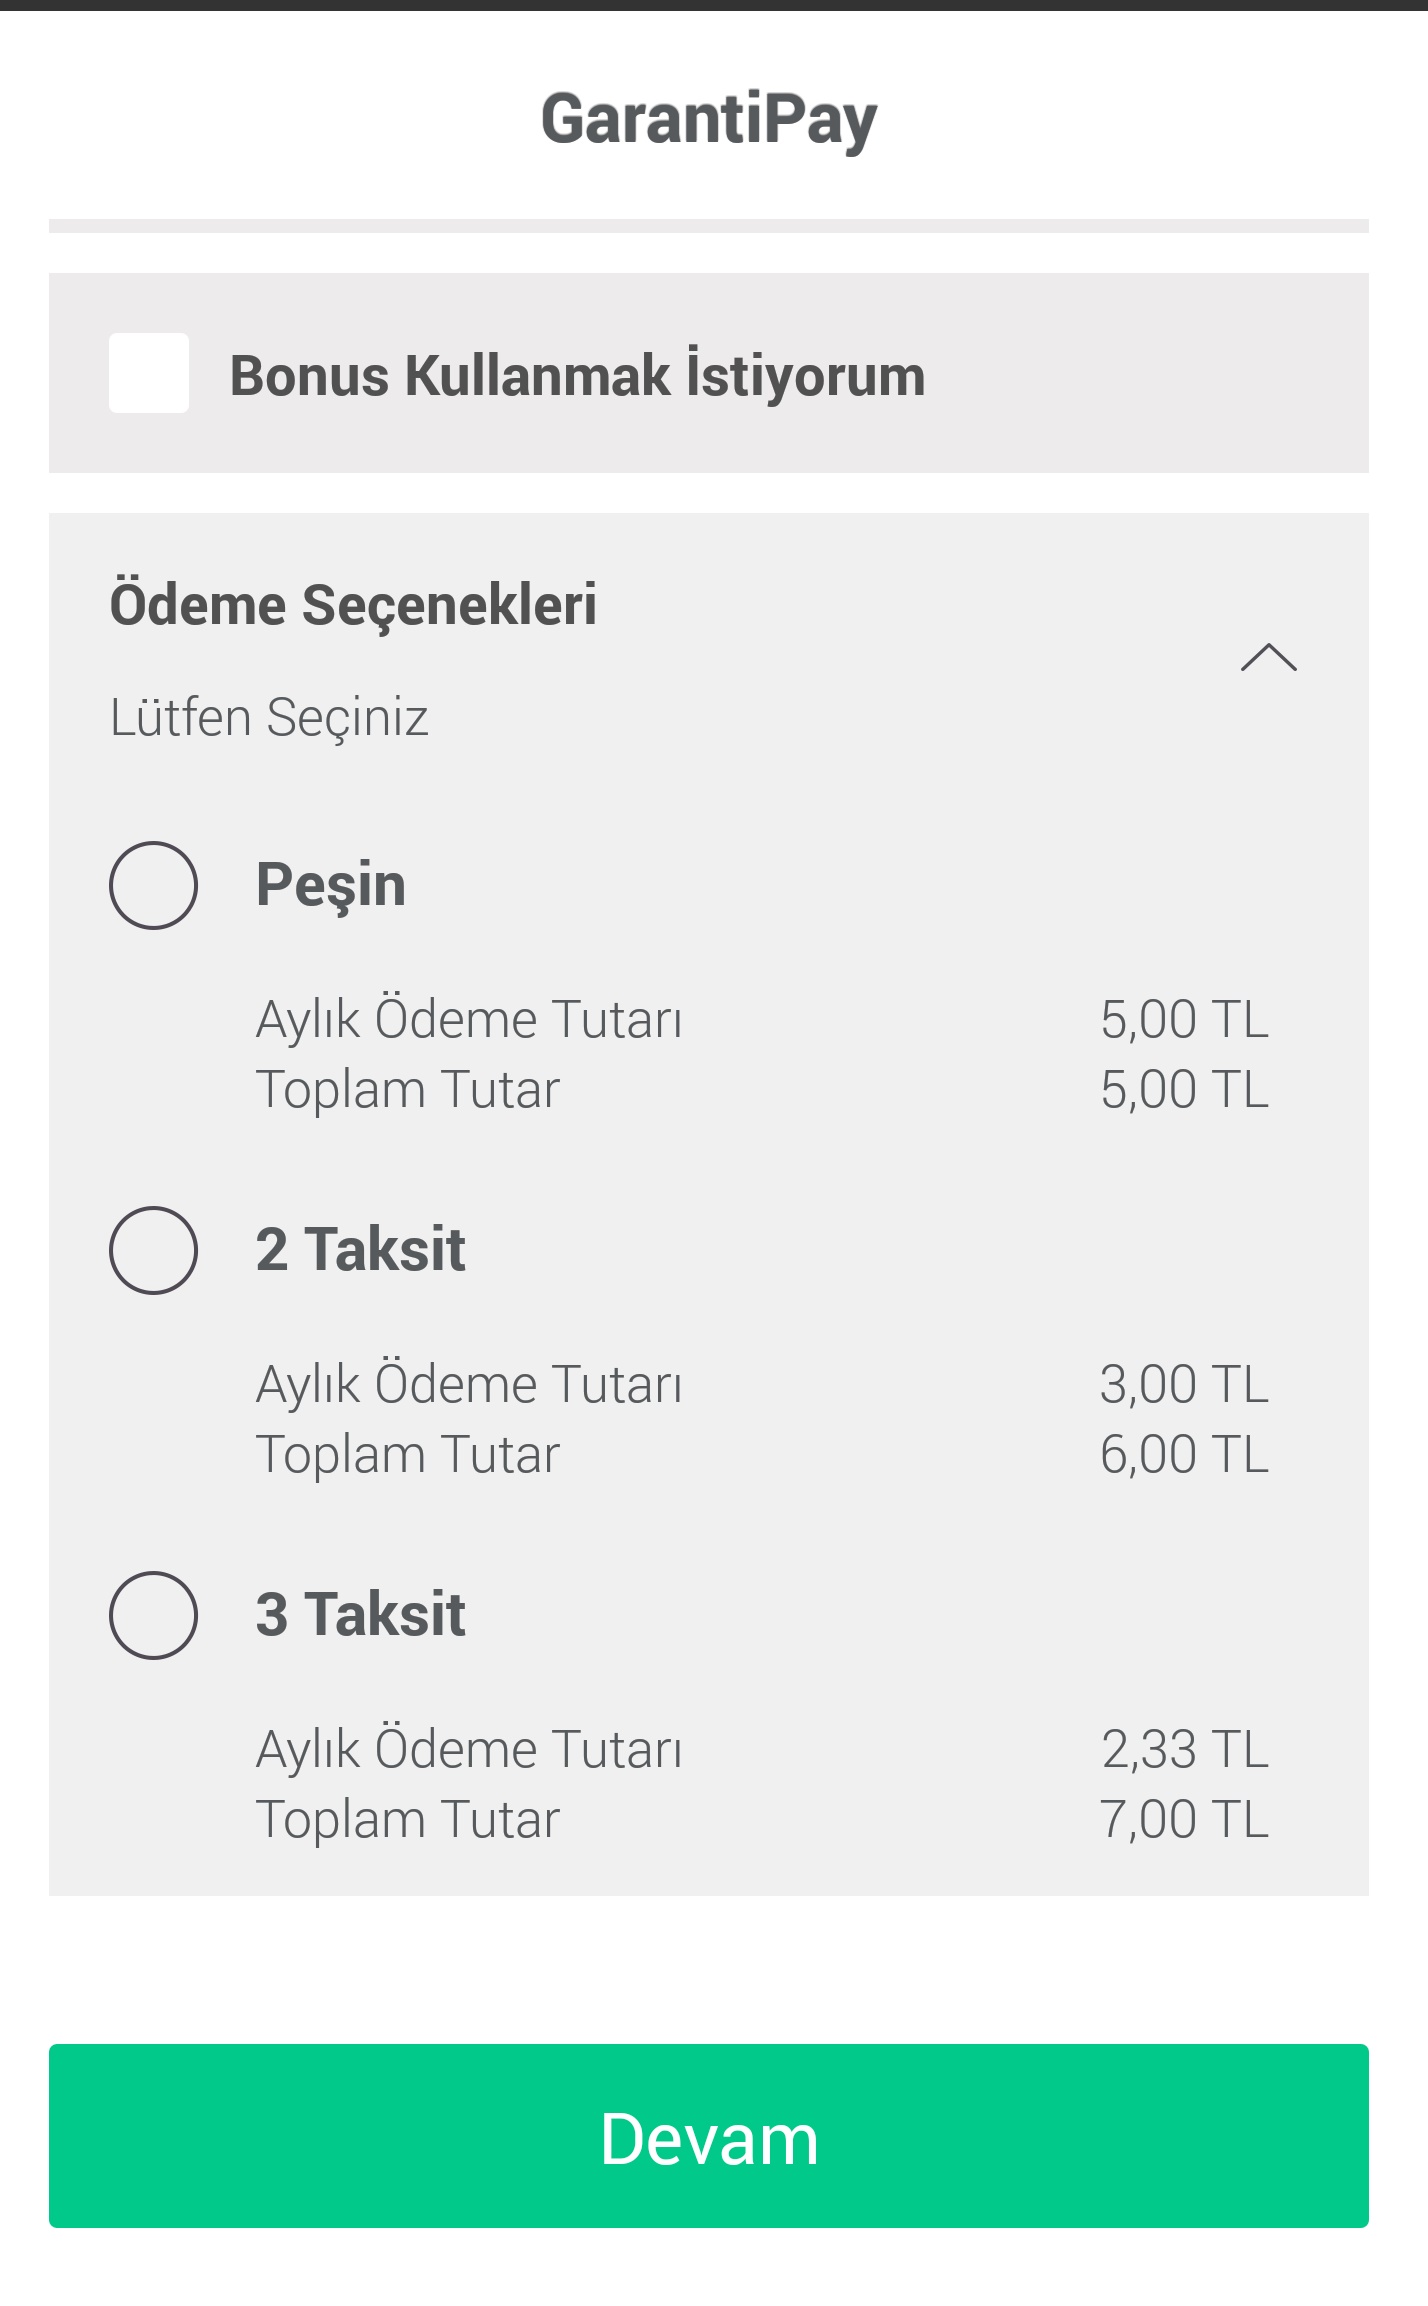 GarantiPay
Bonus Kullanmak İstiyorum
Ödeme Seçenekleri
Lütfen Seçiniz
Peşin
Aylık Ödeme Tutarı 5,00 TL
Toplam Tutar 5,00 TL
2 Taksit
Aylık Ödeme Tutarı 3,00 TL
Toplam Tutar 6,00 TL
3 Taksit
Aylık Ödeme Tutarı 2,33 TL
Toplam Tutar 7,00 TL
Devam